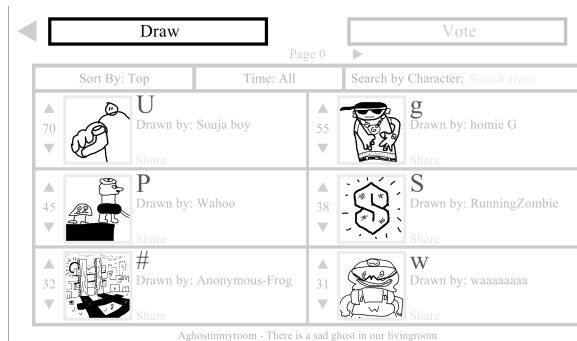 Draw
Vote
Page 0
Sort By: Top
Time: All
Search by Character: Search Here
U
70
Drawn by: Souja boy
Share
g
55
Drawn by: homie G
Share
P
45
Drawn by: Wahoo
Share
S
38
Drawn by: RunningZombie
Share
#
32
Drawn by: Anonymous-Frog
Share
w
31
Drawn by: waaaaaaaa
Share
Aghostinmyroom - There is a sad ghost in our livingroom